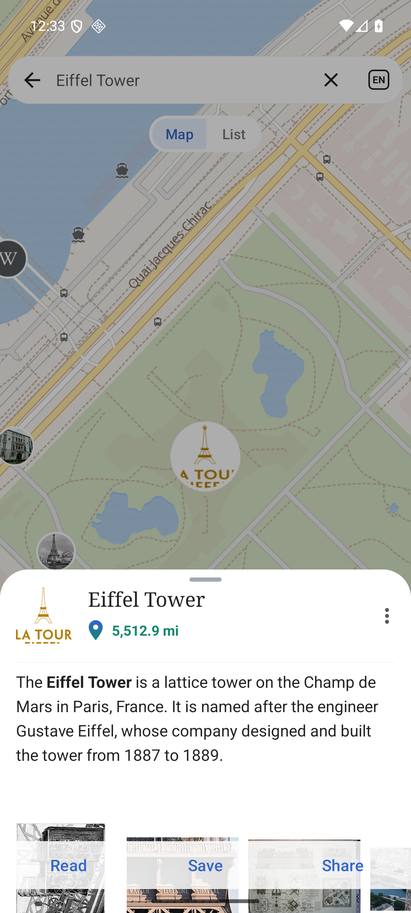 12:33
Eiffel Tower
EN
Map
List
Quai Jacques Chirac
W
LA TOUR
Eiffel Tower
5,512.9 mi
The Eiffel Tower is a lattice tower on the Champ de
Mars in Paris, France. It is named after the engineer
Gustave Eiffel, whose company designed and built
the tower from 1887 to 1889.
Read
Save
Share